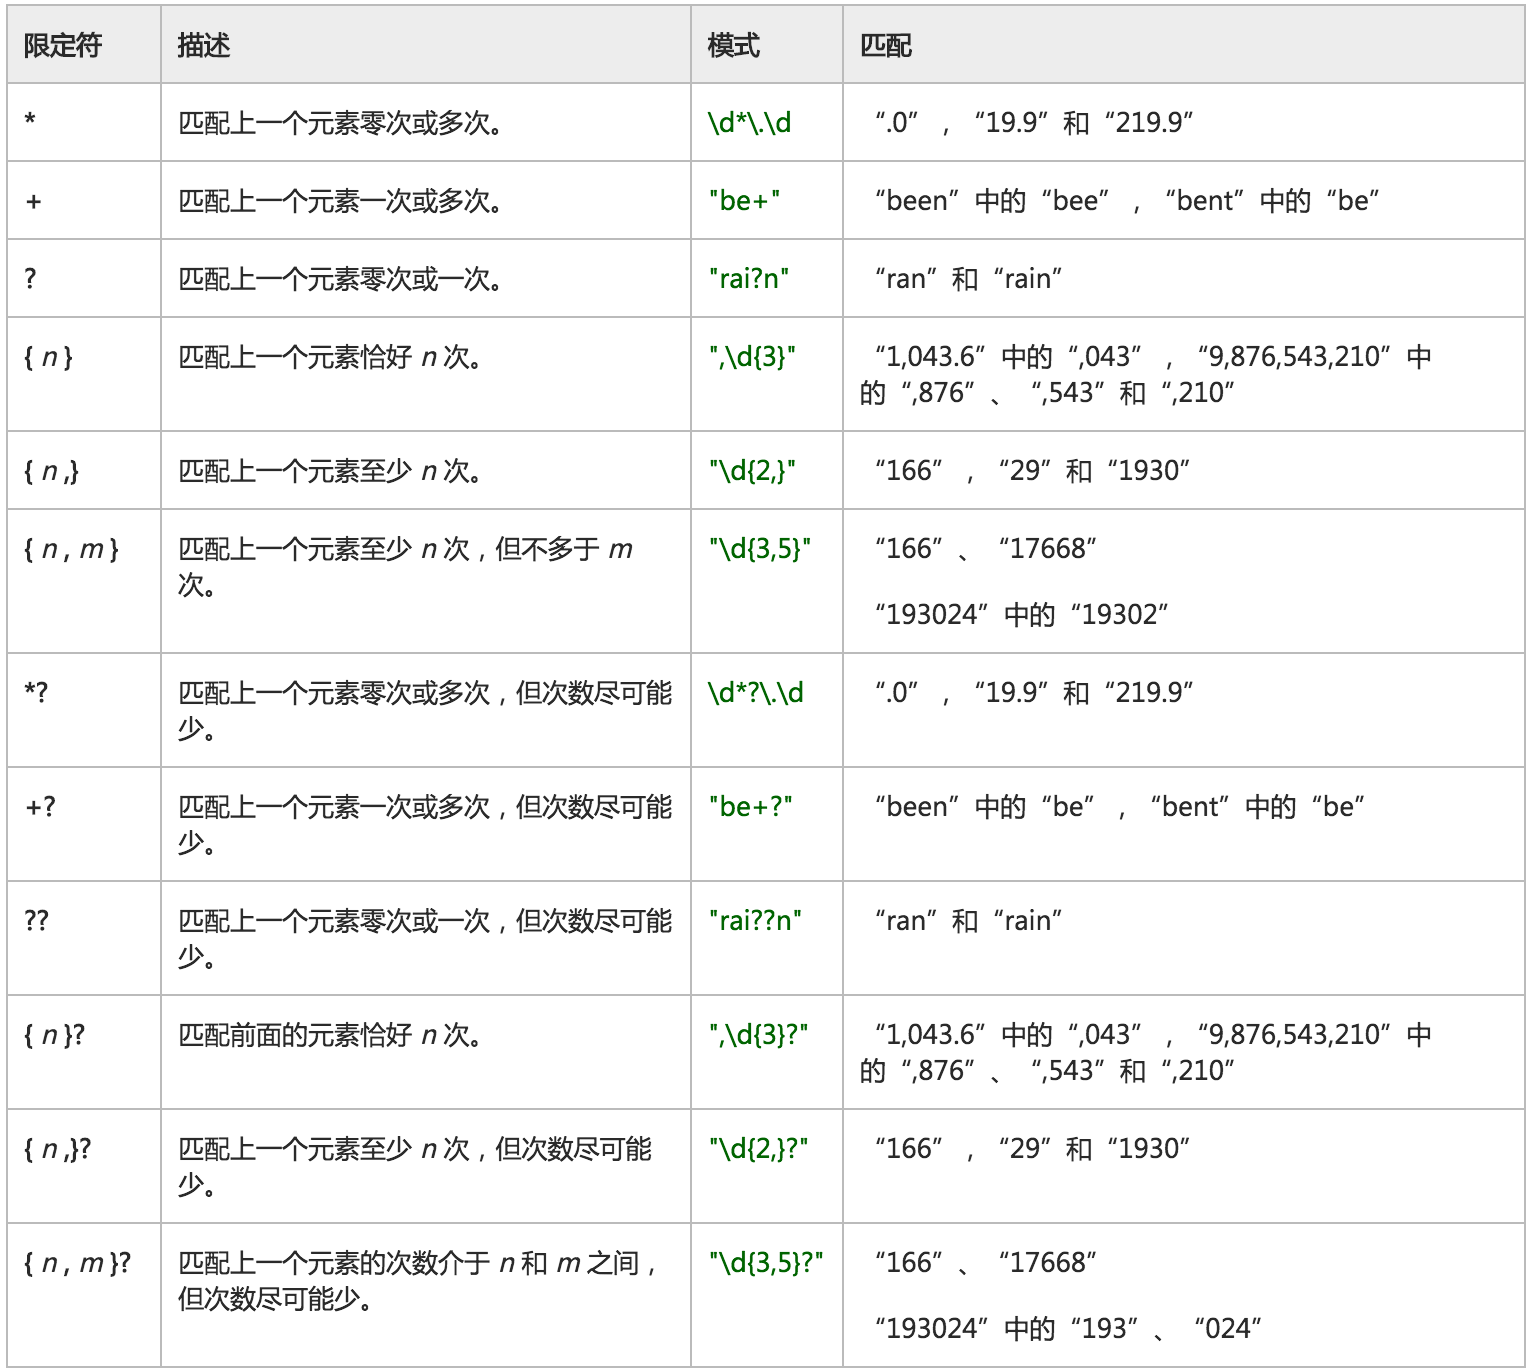 限定符 描述 模式 匹配
* 匹配上一个元素零次或多次。 \d*\.\d “.0” ，“19.9” 和 “219.9”
+ 匹配上一个元素一次或多次。 "be+" “been” 中的 “bee” ，“bent” 中的 “be”
? 匹配上一个元素零次或一次。 "rai?n" “ran” 和 “rain”
{ n } 匹配上一个元素恰好 n 次。 ",\d{3}" “1,043.6” 中的 “,043” ，“9,876,543,210” 中
的 “,876” 、 “,543” 和 “,210”
{ n ,} 匹配上一个元素至少 n 次。 "\d{2,}" “166” ，“29” 和 “1930”
{ n , m } 匹配上一个元素至少 n 次，但不多于 m "\d{3,5}" “166” 、 “17668”
次。
“193024” 中的 “19302”
*? 匹配上一个元素零次或多次，但次数尽可能 \d*?\.\d “.0” ，“19.9” 和 “219.9”
少。
+? 匹配上一个元素一次或多次，但次数尽可能 "be+?" “been” 中的 “be” ，“bent” 中的 “be”
少。
?? 匹配上一个元素零次或一次，但次数尽可能 "rai??n" “ran” 和 “rain”
少。
{ n }? 匹配前面的元素恰好 n 次。 ",\d{3}?" “1,043.6” 中的 “,043” ，“9,876,543,210” 中
的 “,876” 、 “,543” 和 “,210”
{ n ,}? 匹配上一个元素至少 n 次，但次数尽可能 "\d{2,}?" “166” ，“29” 和 “1930”
少。
{ n , m }? 匹配上一个元素的次数介于 n 和 m 之间， "\d{3,5}?" “166” 、 “17668”
但次数尽可能少。
“193024” 中的 “193” 、 “024”